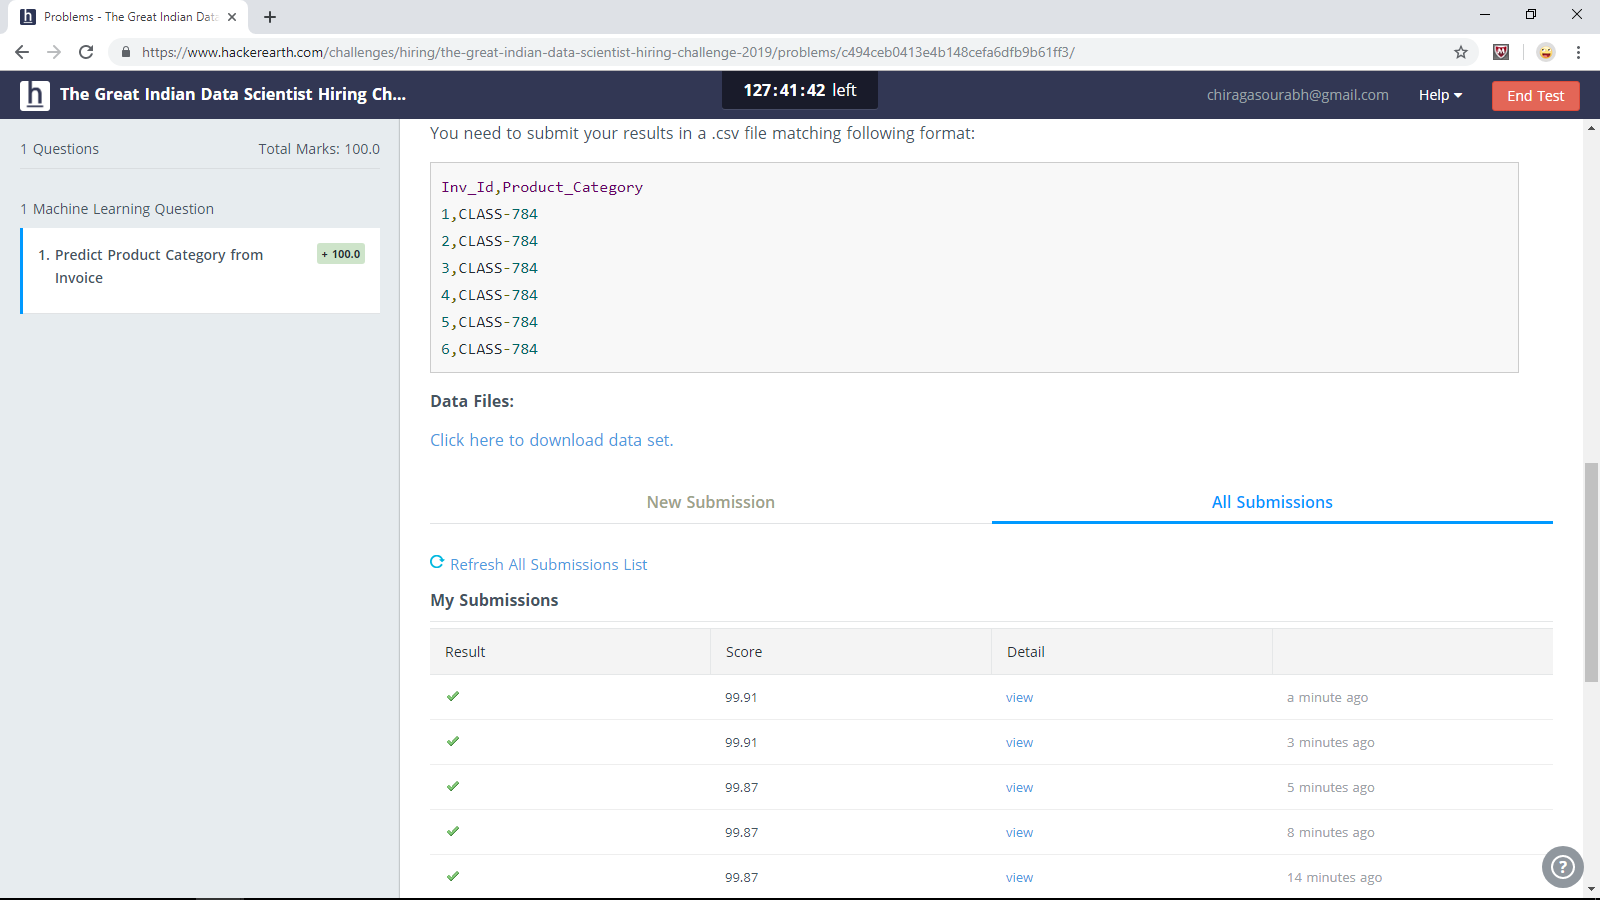 Problems - The Great Indian Data
https://www.hackerearth.com/challenges/hiring/the-great-indian-data-scientist-hiring-challenge-2019/problems/c494ceb0413e4b148cefa6dfb9b61ff3/
h The Great Indian Data Scientist Hiring Ch...
127:41:42 left
chiragasourabh@gmail.com Help End Test
1 Questions Total Marks: 100.0
1 Machine Learning Question
1. Predict Product Category from + 100.0
Invoice
You need to submit your results in a .csv file matching following format:
Inv_Id,Product_Category
1,CLASS-784
2,CLASS-784
3,CLASS-784
4,CLASS-784
5,CLASS-784
6,CLASS-784
Data Files:
Click here to download data set.
New Submission All Submissions
Refresh All Submissions List
My Submissions
Result Score Detail
99.91 view a minute ago
99.91 view 3 minutes ago
99.87 view 5 minutes ago
99.87 view 8 minutes ago
99.87 view 14 minutes ago
?